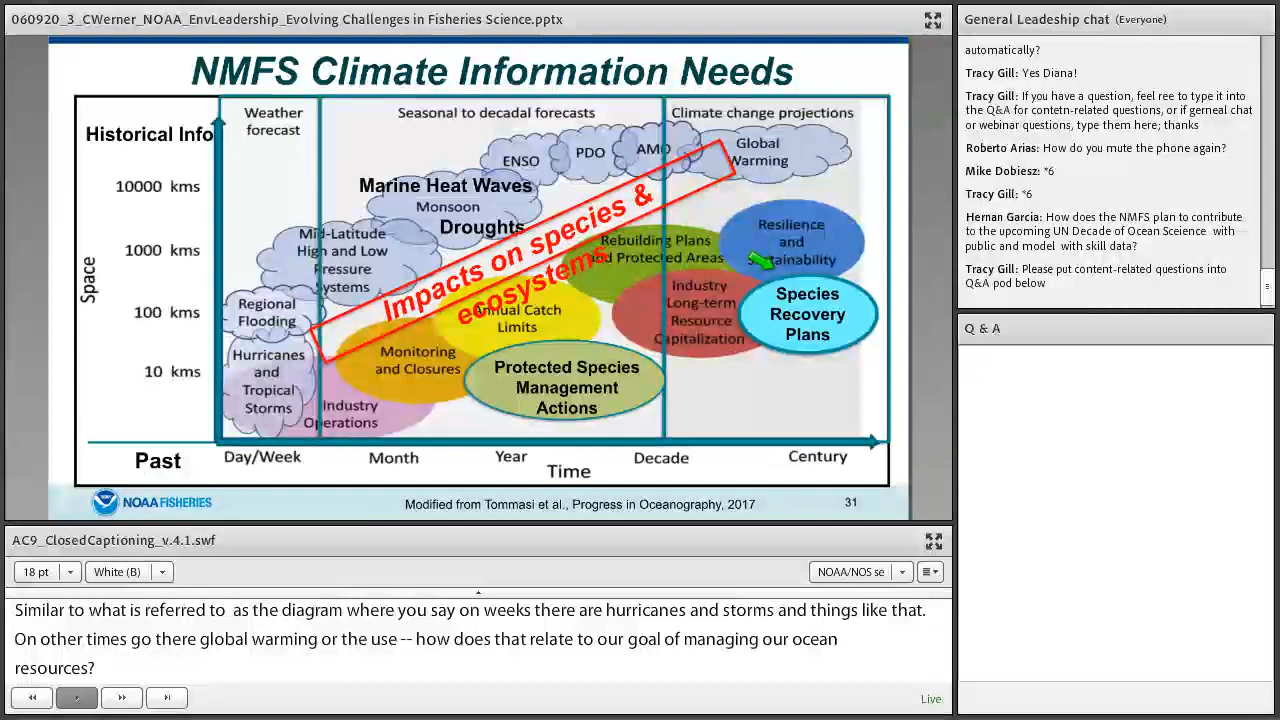 060920_3_CWerner_NOAA_EnvLeadership_Evolving Challenges in Fisheries Science.pptx
NMFS Climate Information Needs
Weather
forecast
Seasonal to decadal forecasts
Climate change projections
Historical Info
10000 kms
1000 kms
100 kms
10 kms
Space
ENSO
PDO
AMO
Global
Warming
Marine Heat Waves
Monsoon
Droughts
Mid-Latitude
High and Low
Pressure
Systems
Regional
Flooding
Hurricanes
and
Tropical
Storms
Impacts on species &
ecosystems
Rebuilding Plans
and Protected Areas
Resilience
and
Sustainability
Annual Catch
Limits
Industry
Long-term
Resource
Capitalization
Species
Recovery
Plans
Monitoring
and Closures
Protected Species
Management
Actions
Industry
Operations
Past
Day/Week
Month
Year
Decade
Century
Time
NOAA FISHERIES
Modified from Tommasi et al., Progress in Oceanography, 2017
31
AC9_ClosedCaptioning_v.4.1.swf
18 pt
White (B)
NOAA/NOS se
Similar to what is referred to as the diagram where you say on weeks there are hurricanes and storms and things like that.
On other times go there global warming or the use -- how does that relate to our goal of managing our ocean
resources?
Live
General Leadeship chat (Everyone)
automatically?
Tracy Gill: Yes Diana!
Tracy Gill: If you have a question, feel ree to type it into
the Q&A for contetn-related questions, or if gerneal chat
or webinar questions, type them here; thanks
Roberto Arias: How do you mute the phone again?
Mike Dobiesz: *6
Tracy Gill: *6
Hernan Garcia: How does the NMFS plan to contribute
to the upcoming UN Decade of Ocean Science with
public and model with skill data?
Tracy Gill: Please put content-related questions into
Q&A pod below
Q & A